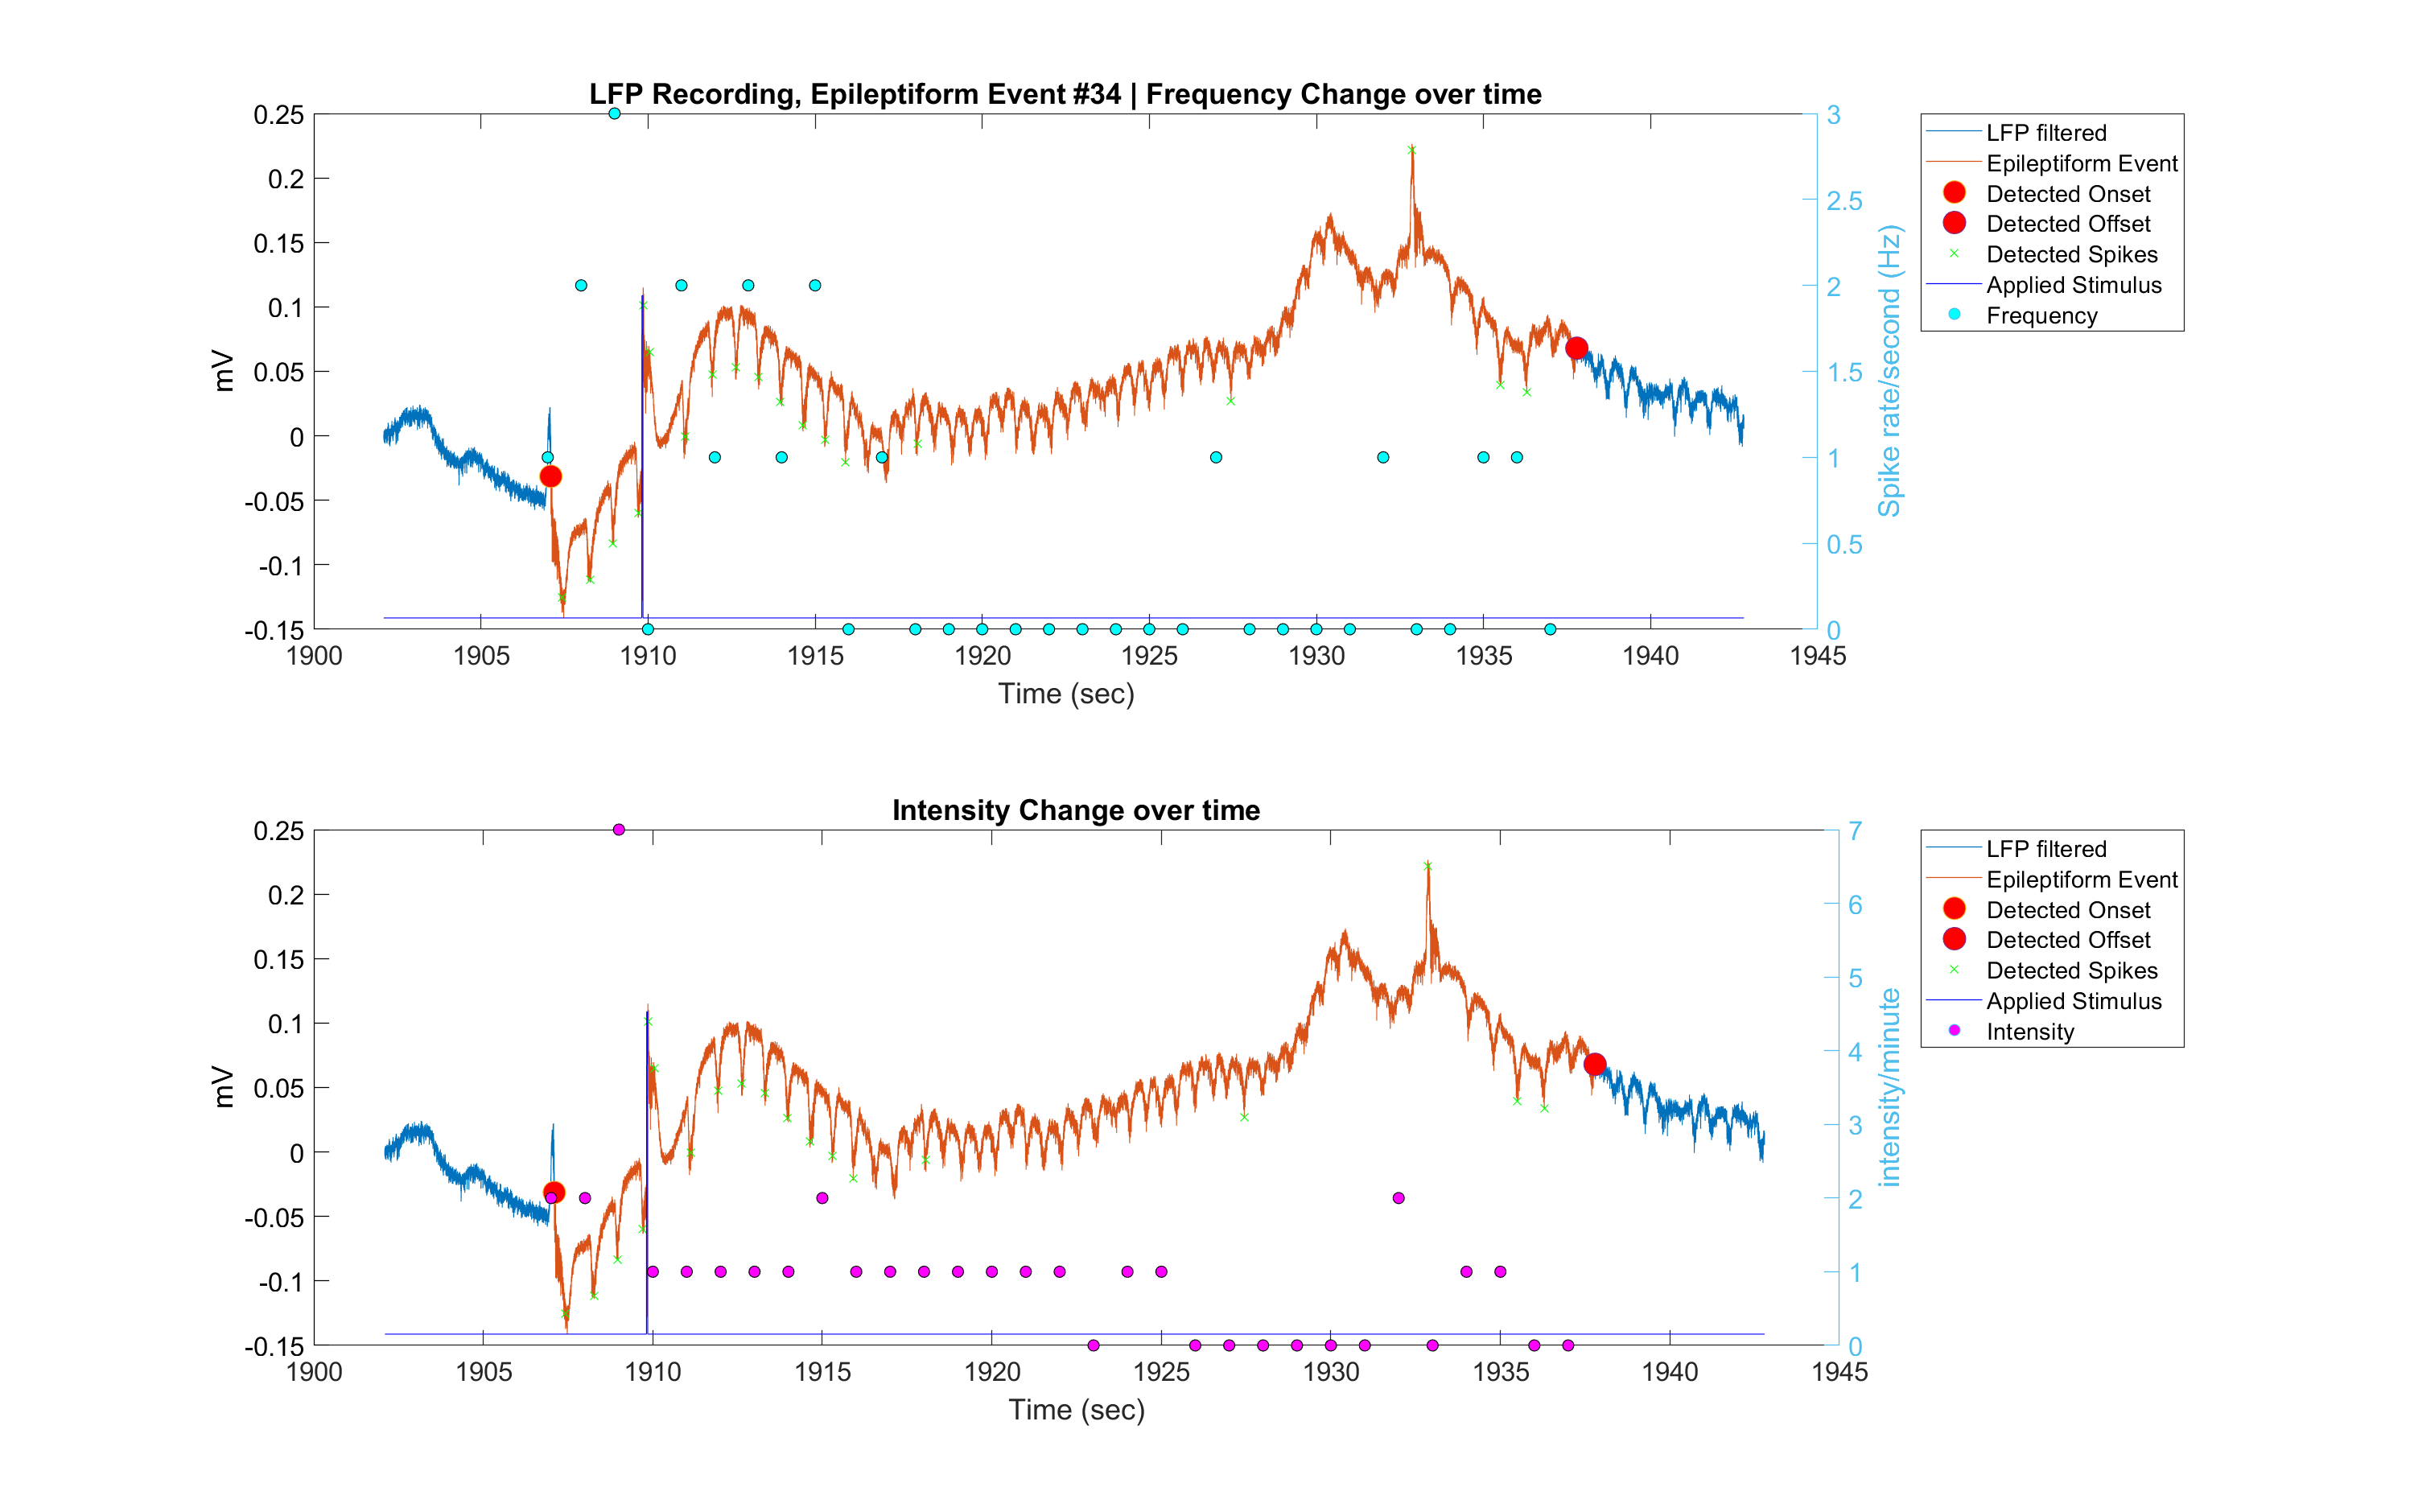 LFP Recording, Epileptiform Event #34 | Frequency Change over time
0.25
0.2
0.15
0.1
0.05
0
-0.05
-0.1
-0.15
mV
3
2.5
2
1.5
1
0.5
0
Spike rate/second (Hz)
1900 1905 1910 1915 1920 1925 1930 1935 1940 1945
Time (sec)
LFP filtered
Epileptiform Event
Detected Onset
Detected Offset
Detected Spikes
Applied Stimulus
Frequency
Intensity Change over time
0.25
0.2
0.15
0.1
0.05
0
-0.05
-0.1
-0.15
mV
7
6
5
4
3
2
1
0
intensity/minute
1900 1905 1910 1915 1920 1925 1930 1935 1940 1945
Time (sec)
LFP filtered
Epileptiform Event
Detected Onset
Detected Offset
Detected Spikes
Applied Stimulus
Intensity